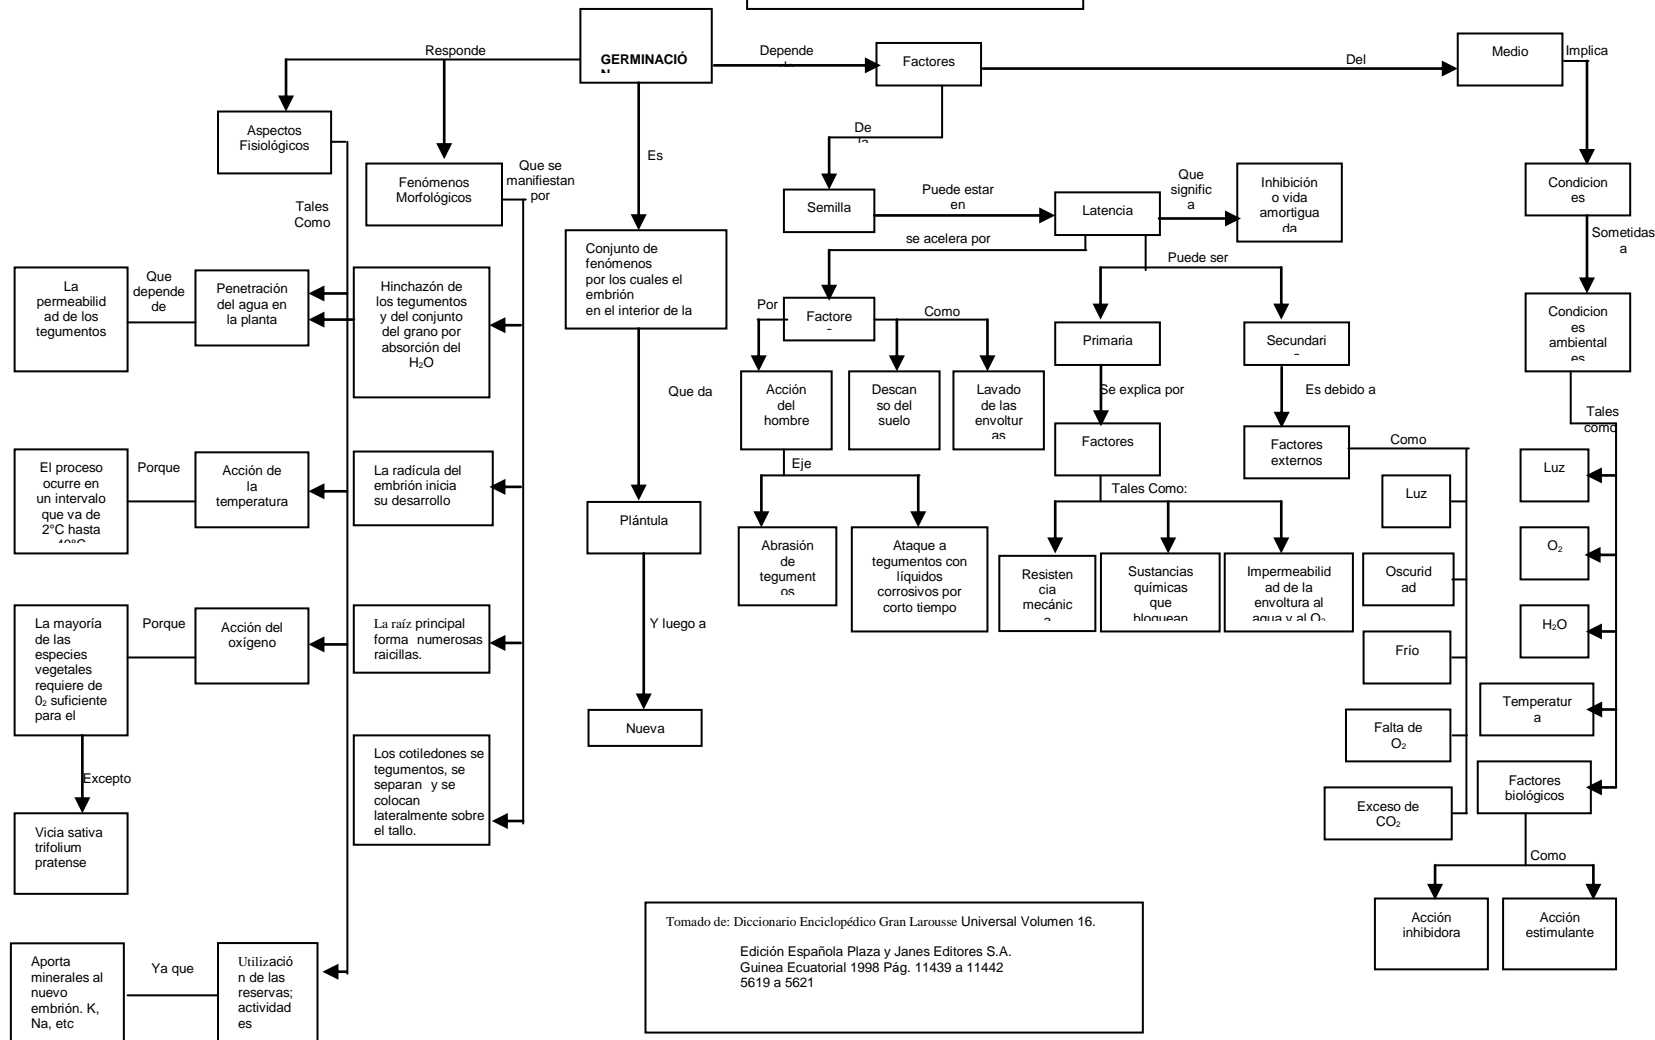 Responde
GERMINACIÓ
Depende
Factores
Del
Medio
Implica
Aspectos
Fisiológicos
Tales
Como
Fenómenos
Morfológicos
Que se
manifiestan
por
Es
De
la
Semilla
Puede estar
en
Latencia
Que
signific
a
Inhibición
o vida
amortigua
da
Condicion
es
Sometidas
a
se acelera por
Puede ser
La
permeabilid
ad de los
tegumentos
Que
depende
de
Penetración
del agua en
la planta
Hinchazón de
los tegumentos
y del conjunto
del grano por
absorción del
H₂O
Conjunto de
fenómenos
por los cuales el
embrión
en el interior de la
Por
Factore
Como
Primaria
Secundari
Condicion
es
ambiental
es
Se explica por
Es debido a
Que da
Acción
del
hombre
Descan
so del
suelo
Lavado
de las
envoltur
as
Factores
Factores
externos
Como
Tales
como
El proceso
ocurre en
un intervalo
que va de
2°C hasta
40°C
Porque
Acción de
la
temperatura
La radícula del
embrión inicia
su desarrollo
Plántula
Eje
Tales Como:
Luz
Luz
Abrasión
de
tegument
os
Ataque a
tegumentos con
líquidos
corrosivos por
corto tiempo
Resisten
cia
mecánic
a
Sustancias
químicas
que
bloquean
Impermeabilid
ad de la
envoltura al
agua y al O₂
Oscurid
ad
O₂
La mayoría
de las
especies
vegetales
requiere de
0₂ suficiente
para el
Porque
Acción del
oxígeno
La raíz principal
forma numerosas
raicillas.
Y luego a
Frío
H₂O
Nueva
Falta de
O₂
Temperatur
a
Excepto
Los cotiledones se
tegumentos, se
separan y se
colocan
lateralmente sobre
el tallo.
Exceso de
CO₂
Factores
biológicos
Vicia sativa
trifolium
pratense
Como
Acción
inhibidora
Acción
estimulante
Aporta
minerales al
nuevo
embrión. K,
Na, etc
Ya que
Utilizació
n de las
reservas;
actividad
es
Tomado de: Diccionario Enciclopédico Gran Larousse Universal Volumen 16.
Edición Española Plaza y Janes Editores S.A.
Guinea Ecuatorial 1998 Pág. 11439 a 11442
5619 a 5621